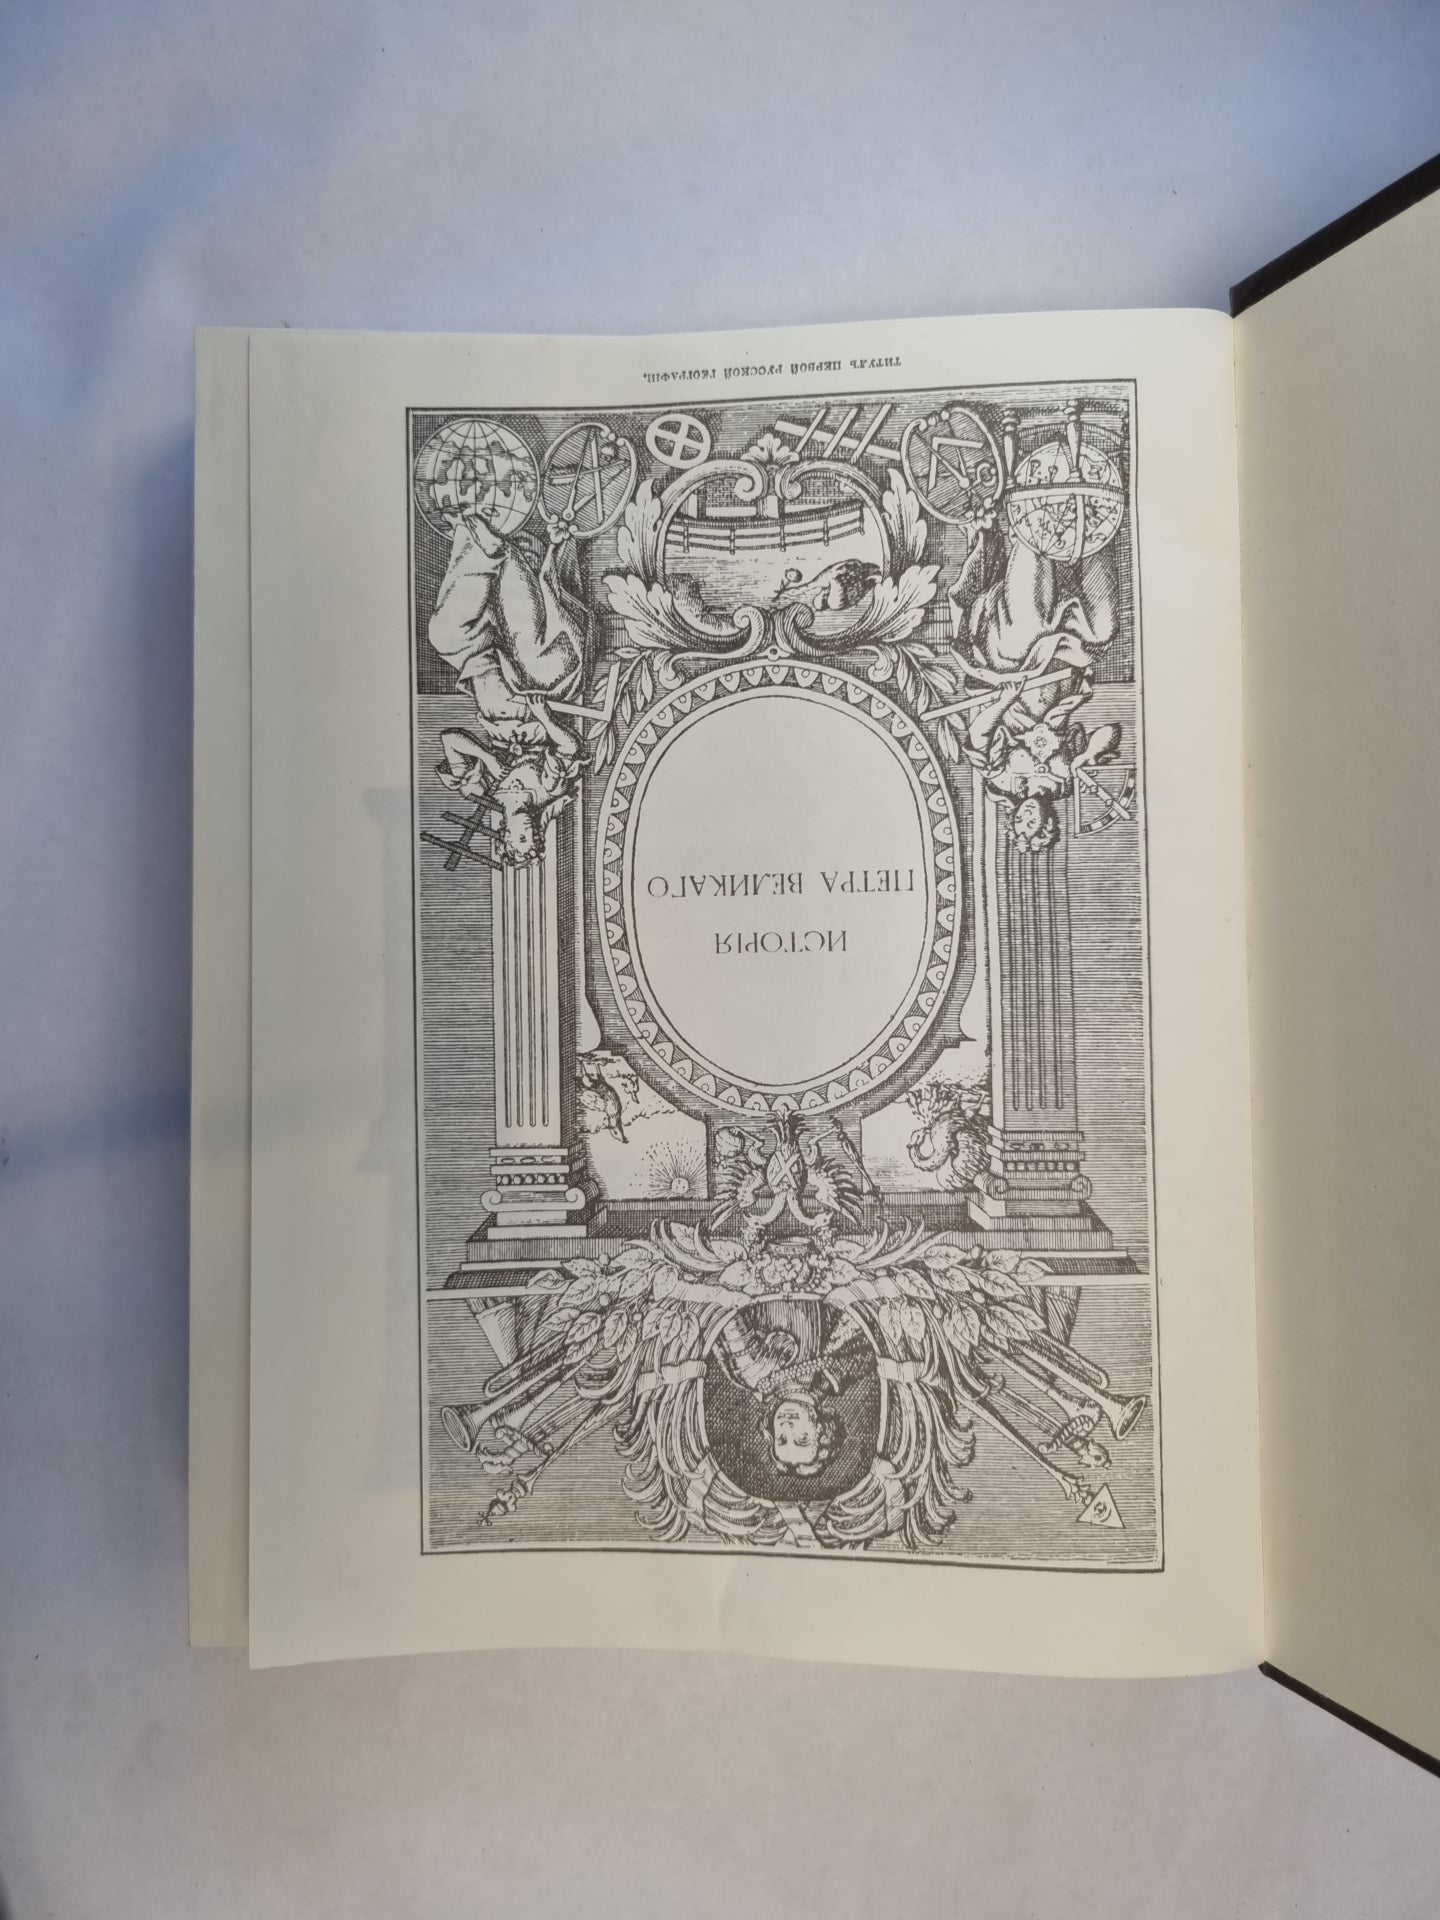 ИСТОРІЯ
ПЕТРА ВЕЛИКАГО
ТИТУЛЪ ПЕРВОЙ РУССКОЙ ГЕОГРАФІИ.